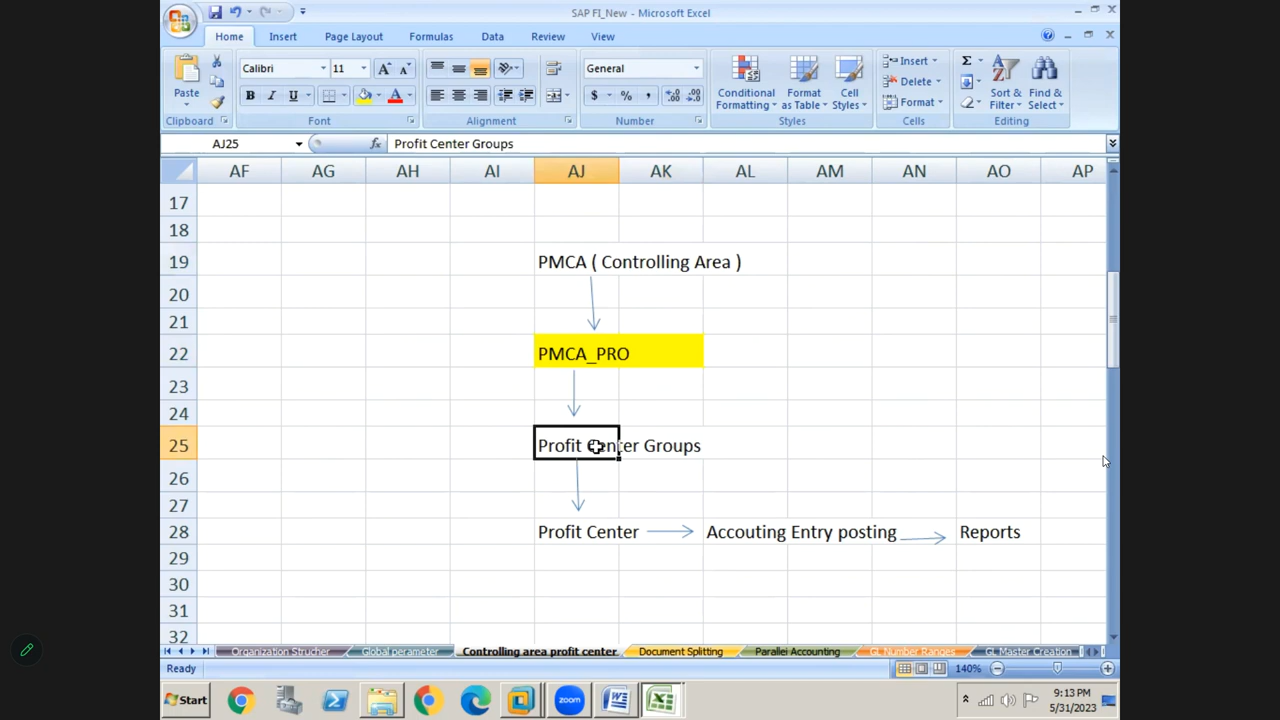 SAP FI_New - Microsoft Excel
Home Insert Page Layout Formulas Data Review View
Paste
Calibri 11
B I U
General
$ % ,
Conditional Formatting
Format as Table
Cell Styles
Insert
Delete
Format
Sort & Filter
Find & Select
Clipboard Font Alignment Number Styles Cells Editing
AJ25 fx Profit Center Groups
AF AG AH AI AJ AK AL AM AN AO AP
17
18
19 PMCA ( Controlling Area )
20
21
22 PMCA_PRO
23
24
25 Profit Center Groups
26
27
28 Profit Center Accouting Entry posting Reports
29
30
31
32
Organization Strucher Global perameter Controlling area profit center Document Splitting Parallel Accounting GL Number Ranges GL Master Creation
Ready 140%
Start zoom 9:13 PM
5/31/2023